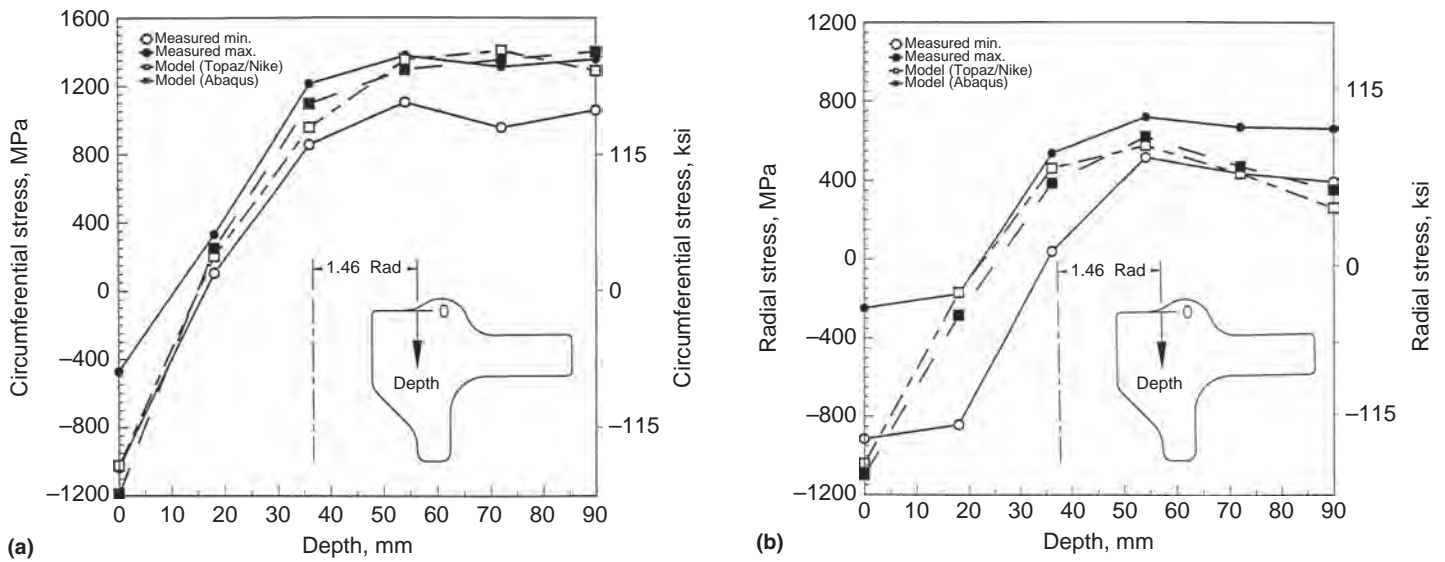 1600
1200
800
400
0
–400
–800
–1200
Circumferential stress, MPa
Measured min.
Measured max.
Model (Topaz/Nike)
Model (Abaqus)
115
0
–115
Circumferential stress, ksi
1.46 Rad
0
Depth
0 10 20 30 40 50 60 70 80 90
Depth, mm
(a)
1200
800
400
0
–400
–800
–1200
Radial stress, MPa
Measured min.
Measured max.
Model (Topaz/Nike)
Model (Abaqus)
115
0
–115
Radial stress, ksi
1.46 Rad
0
Depth
0 10 20 30 40 50 60 70 80 90
Depth, mm
(b)